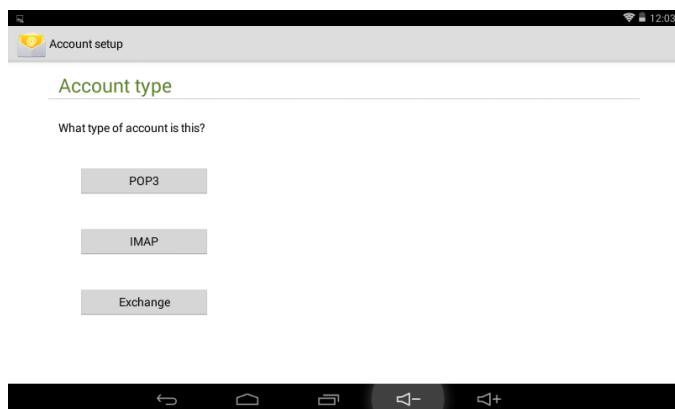 12:03
Account setup
Account type
What type of account is this?
POP3
IMAP
Exchange